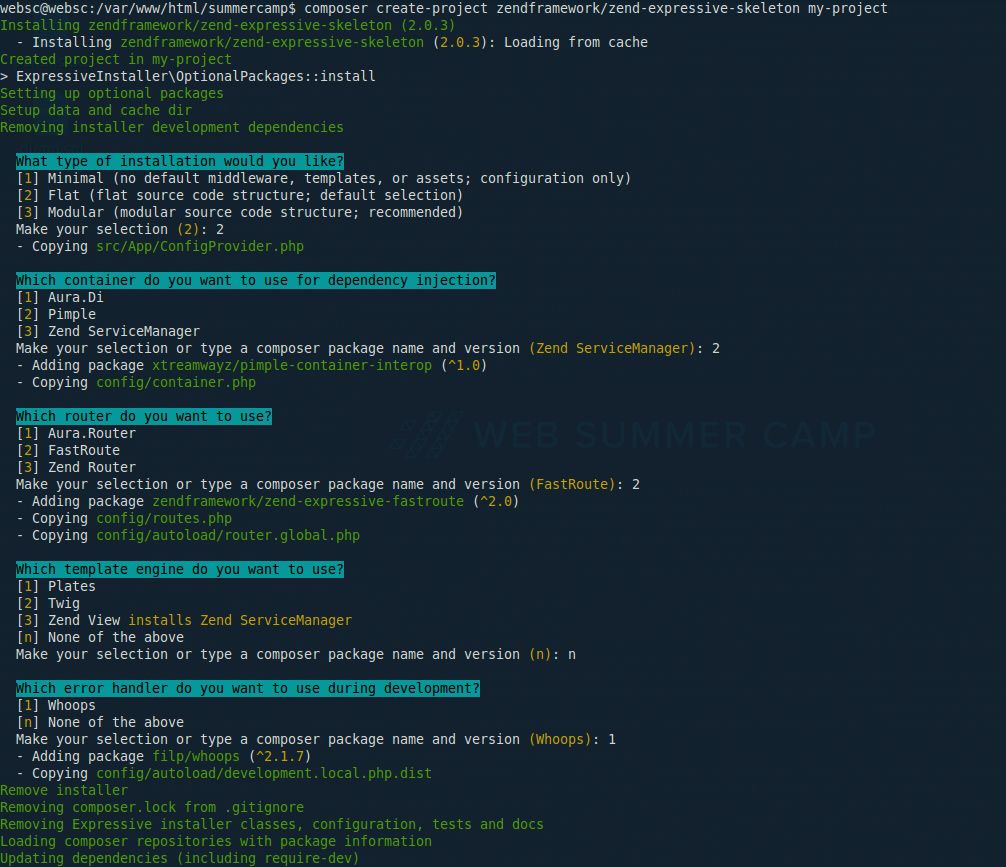 websc@websc:/var/www/html/summercamp$ composer create-project zendframework/zend-expressive-skeleton my-project
Installing zendframework/zend-expressive-skeleton (2.0.3)
  - Installing zendframework/zend-expressive-skeleton (2.0.3): Loading from cache
Created project in my-project
> ExpressiveInstaller\OptionalPackages::install
Setting up optional packages
Setup data and cache dir
Removing installer development dependencies

  What type of installation would you like?
  [1] Minimal (no default middleware, templates, or assets; configuration only)
  [2] Flat (flat source code structure; default selection)
  [3] Modular (modular source code structure; recommended)
  Make your selection (2): 2
  - Copying src/App/ConfigProvider.php

  Which container do you want to use for dependency injection?
  [1] Aura.Di
  [2] Pimple
  [3] Zend ServiceManager
  Make your selection or type a composer package name and version (Zend ServiceManager): 2
  - Adding package xtreamwayz/pimple-container-interop (^1.0)
  - Copying config/container.php

  Which router do you want to use?
  [1] Aura.Router
  WEB SUMMER CAMP
  [2] FastRoute
  [3] Zend Router
  Make your selection or type a composer package name and version (FastRoute): 2
  - Adding package zendframework/zend-expressive-fastroute (^2.0)
  - Copying config/routes.php
  - Copying config/autoload/router.global.php

  Which template engine do you want to use?
  [1] Plates
  [2] Twig
  [3] Zend View installs Zend ServiceManager
  [n] None of the above
  Make your selection or type a composer package name and version (n): n

  Which error handler do you want to use during development?
  [1] Whoops
  [n] None of the above
  Make your selection or type a composer package name and version (Whoops): 1
  - Adding package filp/whoops (^2.1.7)
  - Copying config/autoload/development.local.php.dist
Remove installer
Removing composer.lock from .gitignore
Removing Expressive installer classes, configuration, tests and docs
Loading composer repositories with package information
Updating dependencies (including require-dev)